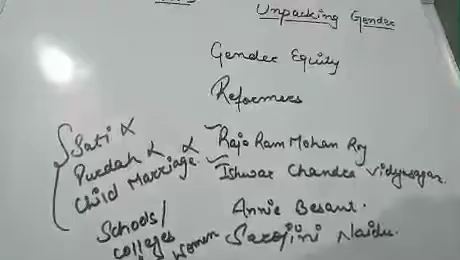 Unpacking Gender
Gender Equity
Reformers
Sati x
Purdah x x
Child Marriage
Raja Ram Mohan Roy
Ishwar Chandra Vidyasagar
Annie Besant.
Sarojini Naidu.
Schools/
colleges
women